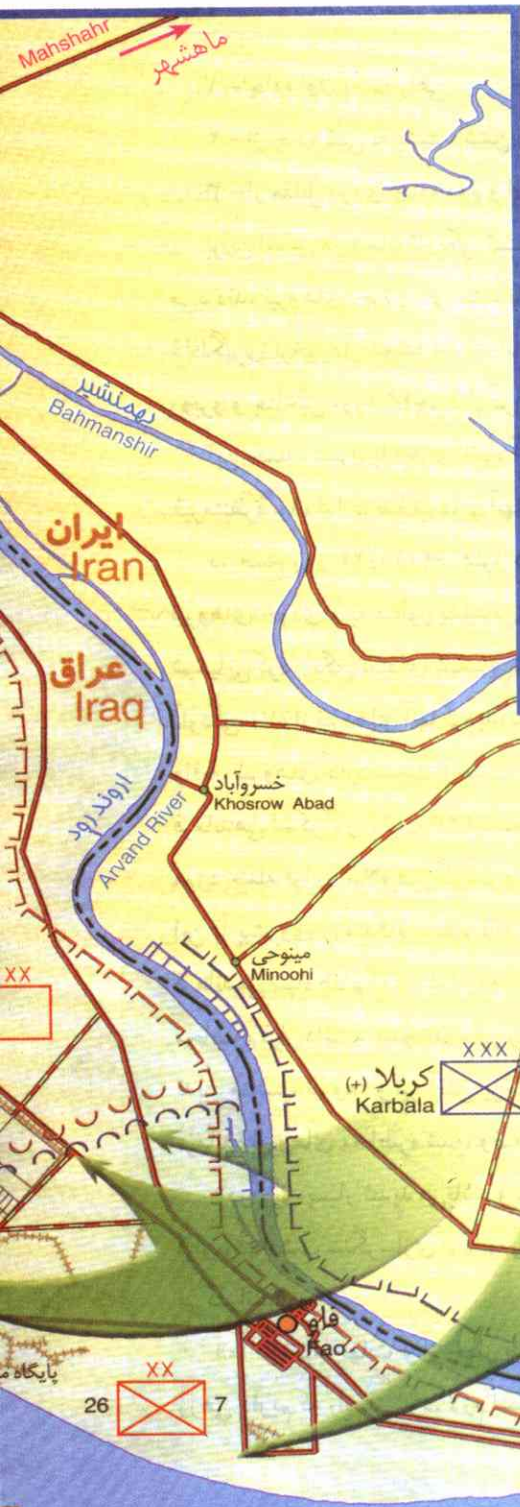 Mahshahr
ماهشهر
بهمنشیر
Bahmanshir
ایران
Iran
عراق
Iraq
خسروآباد
Khosrow Abad
اروندرود
Arvand River
مینوحی
Minoohi
XX
XXX
کربلا (+)
Karbala
فاو
Fao
پایگاه
XX
26
7